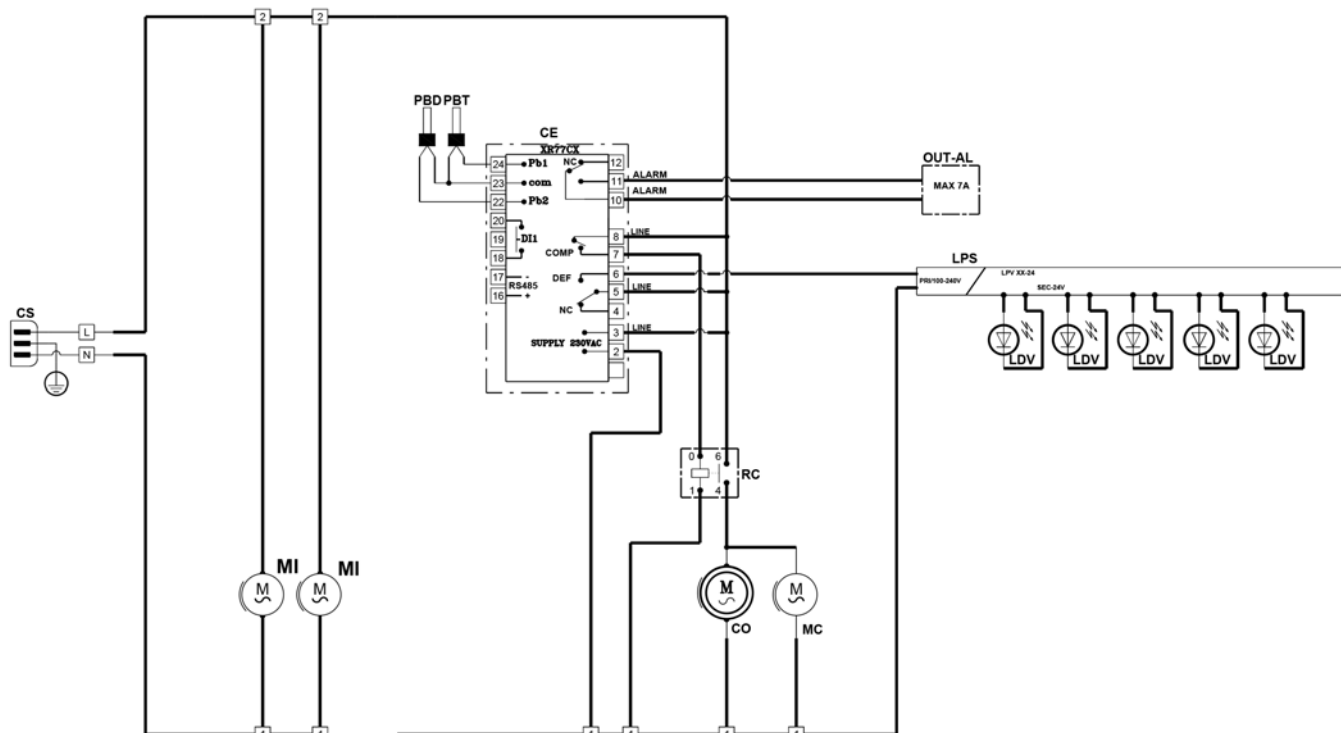 2 2
PBD PBT
CE
XR77CX
24 Pb1 NC 12
OUT-AL
23 com 11 ALARM
MAX 7A
22 Pb2 10 ALARM
20
19 DI1 8 LINE
18 COMP 7
LPS
17 - DEF 6
LPV XX-24
RS485
PRI/100-240V
16 + 5 LINE
SEC-24V
NC 4
CS
L
3 LINE
SUPPLY 230VAC
N 2
LDV LDV LDV LDV LDV
0 6
RC
1 4
MI MI
M M M M
CO MC